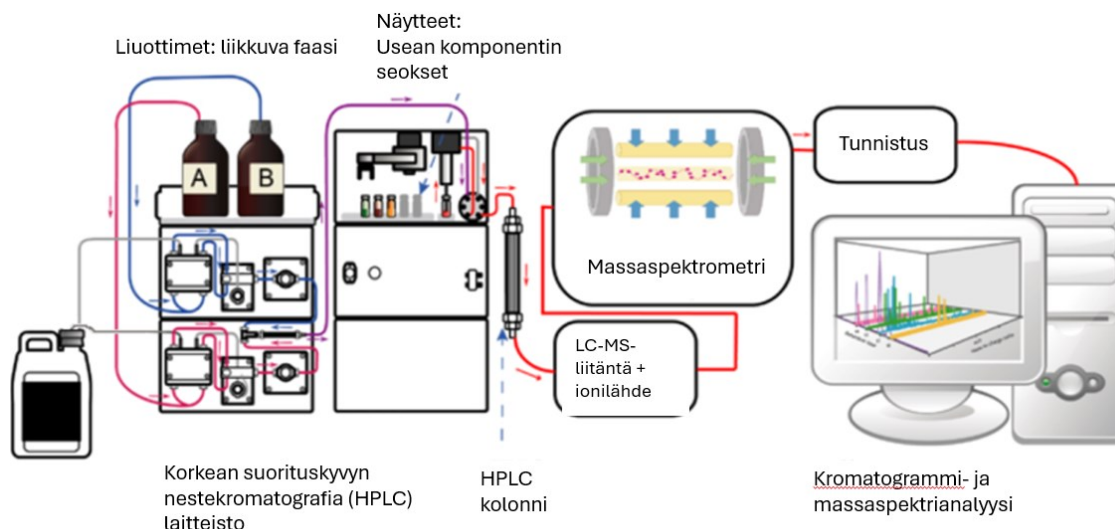 Liuottimet: liikkuva faasi
Näytteet:
Usean komponentin
seokset
A
B
Massaspektrometri
Tunnistus
LC-MS-
liitäntä +
ionilähde
Korkean suorituskyvyn
nestekromatografia (HPLC)
laitteisto
HPLC
kolonni
Kromatogrammi- ja
massaspektrianalyysi